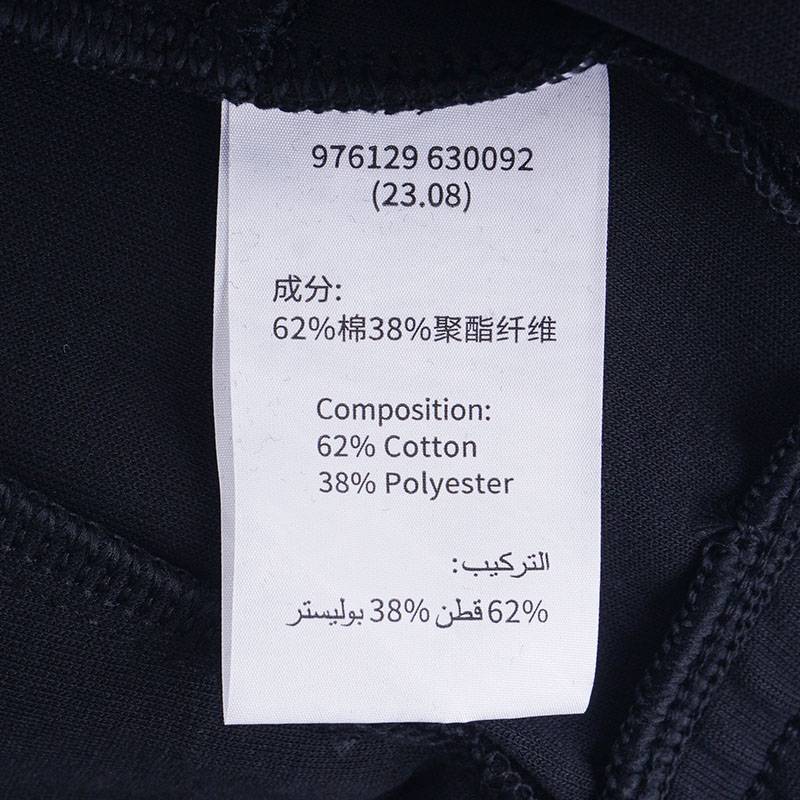 976129 630092
(23.08)
成分:
62%棉38%聚酯纤维
Composition:
62% Cotton
38% Polyester
التركيب:
62% قطن 38% بوليستر